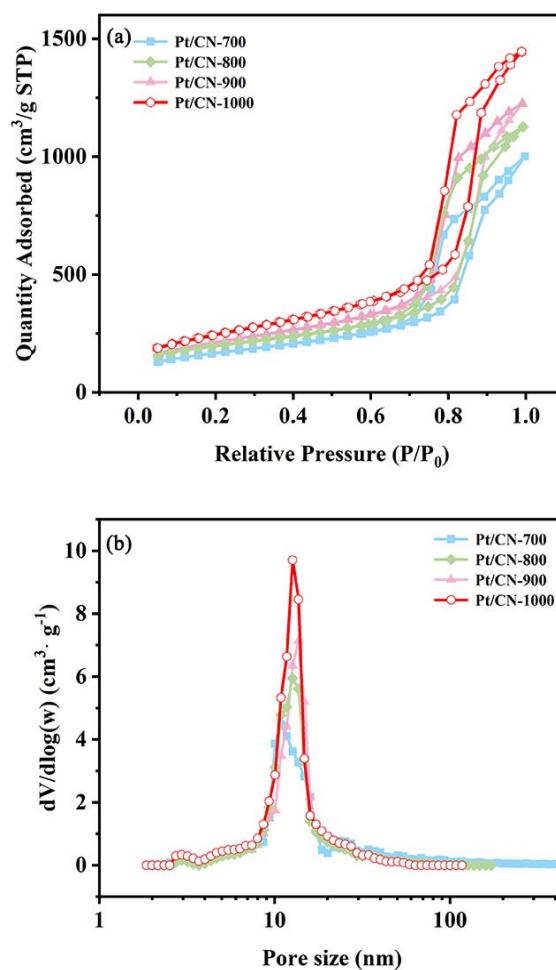 (a)
Pt/CN-700
Pt/CN-800
Pt/CN-900
Pt/CN-1000
1500
1000
500
0
Quantity Adsorbed (cm³/g STP)
0.0 0.2 0.4 0.6 0.8 1.0
Relative Pressure (P/P₀)
(b)
Pt/CN-700
Pt/CN-800
Pt/CN-900
Pt/CN-1000
10
8
6
4
2
0
dV/dlog(w) (cm³· g⁻¹)
1 10 100
Pore size (nm)